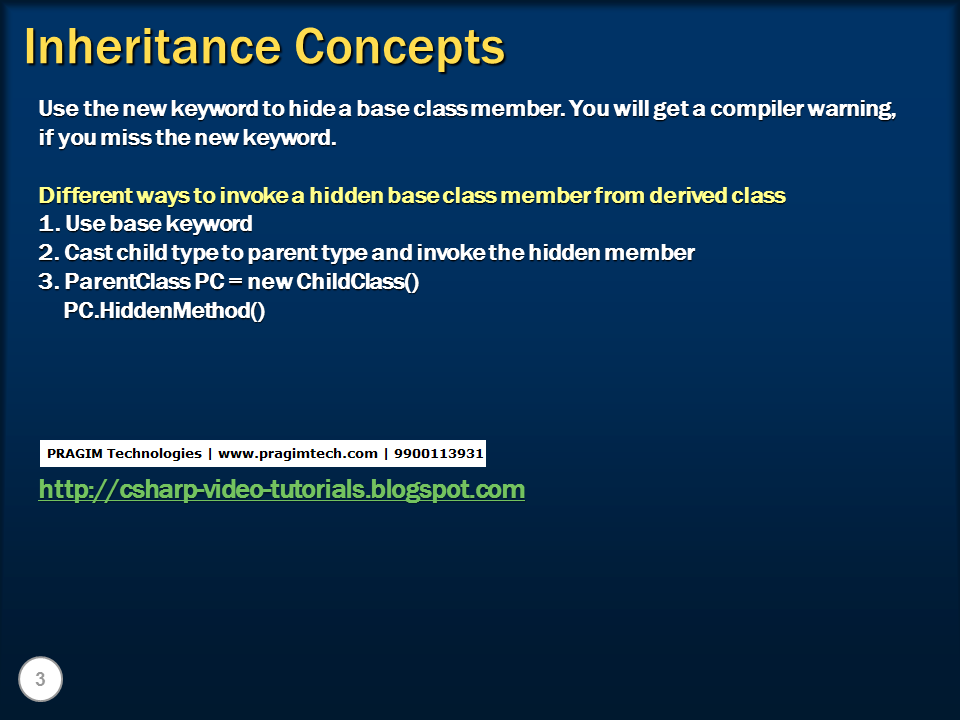 Inheritance Concepts
Use the new keyword to hide a base class member. You will get a compiler warning,
if you miss the new keyword.
Different ways to invoke a hidden base class member from derived class
1. Use base keyword
2. Cast child type to parent type and invoke the hidden member
3. ParentClass PC = new ChildClass()
PC.HiddenMethod()
PRAGIM Technologies | www.pragimtech.com | 9900113931
http://csharp-video-tutorials.blogspot.com
3